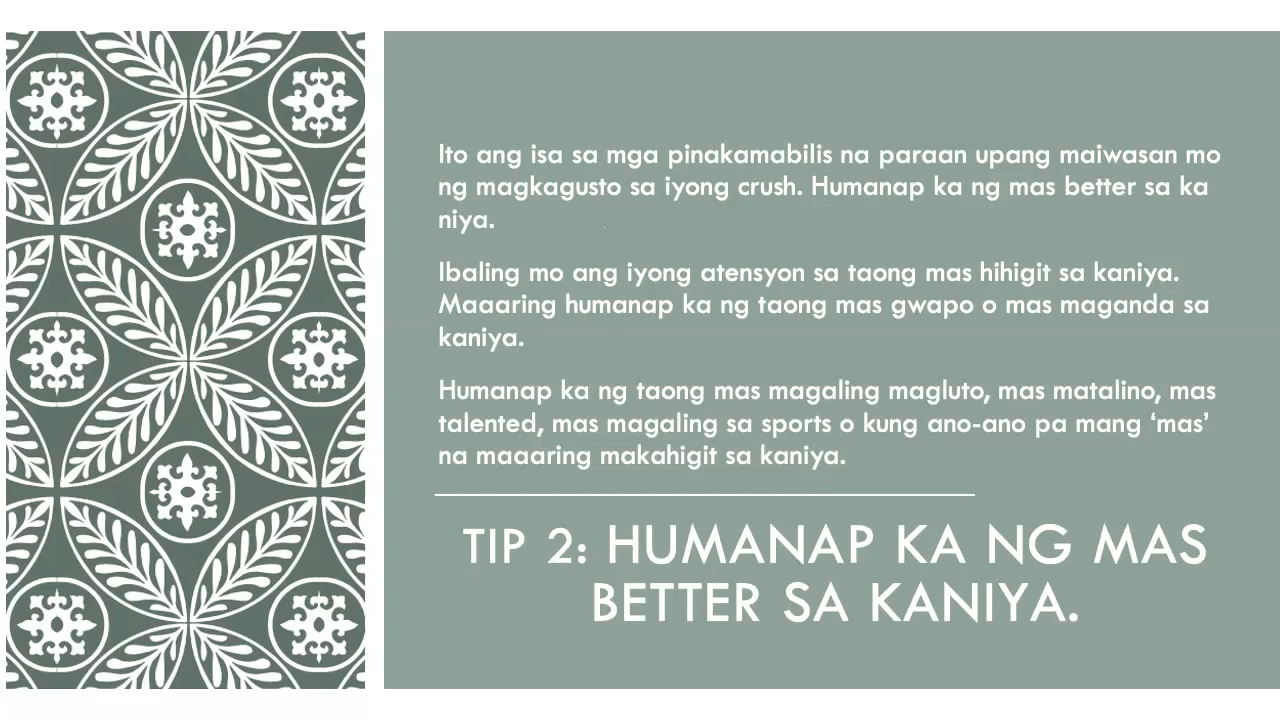 Ito ang isa sa mga pinakamabilis na paraan upang maiwasan mo
ng magkagusto sa iyong crush. Humanap ka ng mas better sa ka
niya.
Ibaling mo ang iyong atensyon sa taong mas hihigit sa kaniya.
Maaaring humanap ka ng taong mas gwapo o mas maganda sa
kaniya.
Humanap ka ng taong mas magaling magluto, mas matalino, mas
talented, mas magaling sa sports o kung ano-ano pa mang ‘mas’
na maaaring makahigit sa kaniya.
TIP 2: HUMANAP KA NG MAS
BETTER SA KANIYA.